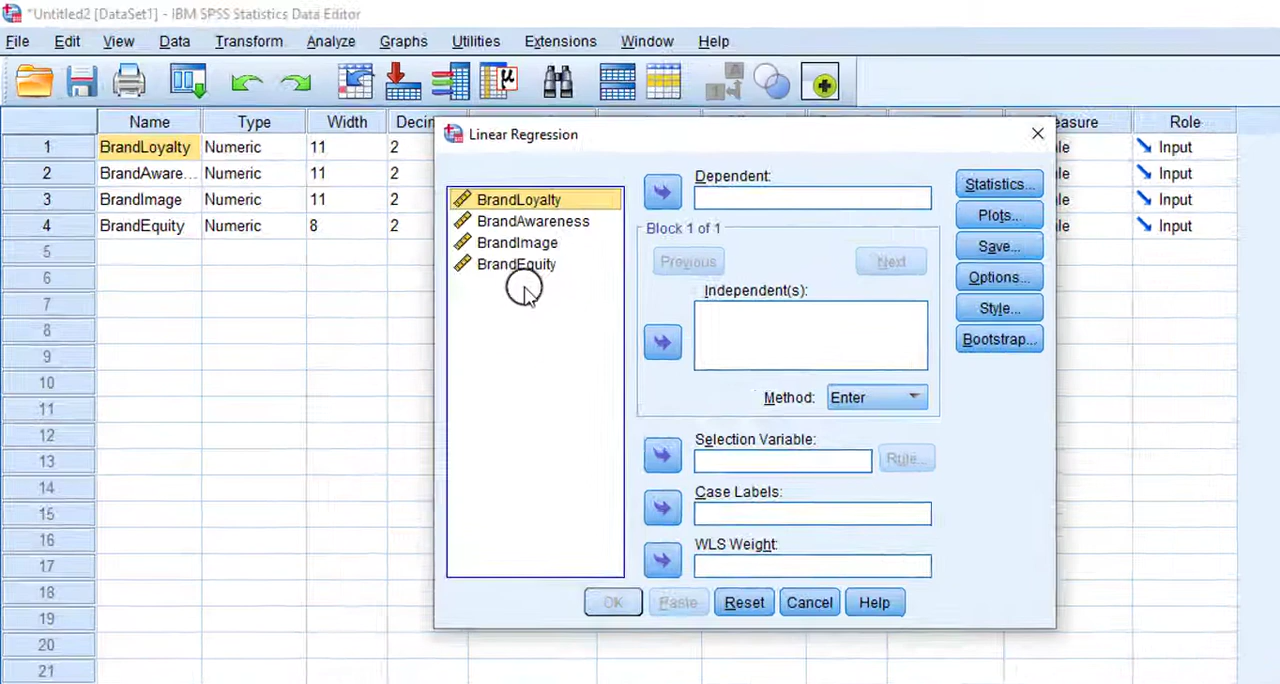 *Untitled2 [DataSet1] - IBM SPSS Statistics Data Editor
File Edit View Data Transform Analyze Graphs Utilities Extensions Window Help
Name Type Width Decim easure Role
1 BrandLoyalty Numeric 11 2 le Input
2 BrandAware... Numeric 11 2 le Input
3 BrandImage Numeric 11 2 le Input
4 BrandEquity Numeric 8 2 le Input
5
6
7
8
9
10
11
12
13
14
15
16
17
18
19
20
21
Linear Regression
BrandLoyalty
BrandAwareness
BrandImage
BrandEquity
Dependent:
Block 1 of 1
Previous Next
Independent(s):
Method: Enter
Selection Variable:
Rule...
Case Labels:
WLS Weight:
Statistics...
Plots...
Save...
Options...
Style...
Bootstrap...
OK Paste Reset Cancel Help